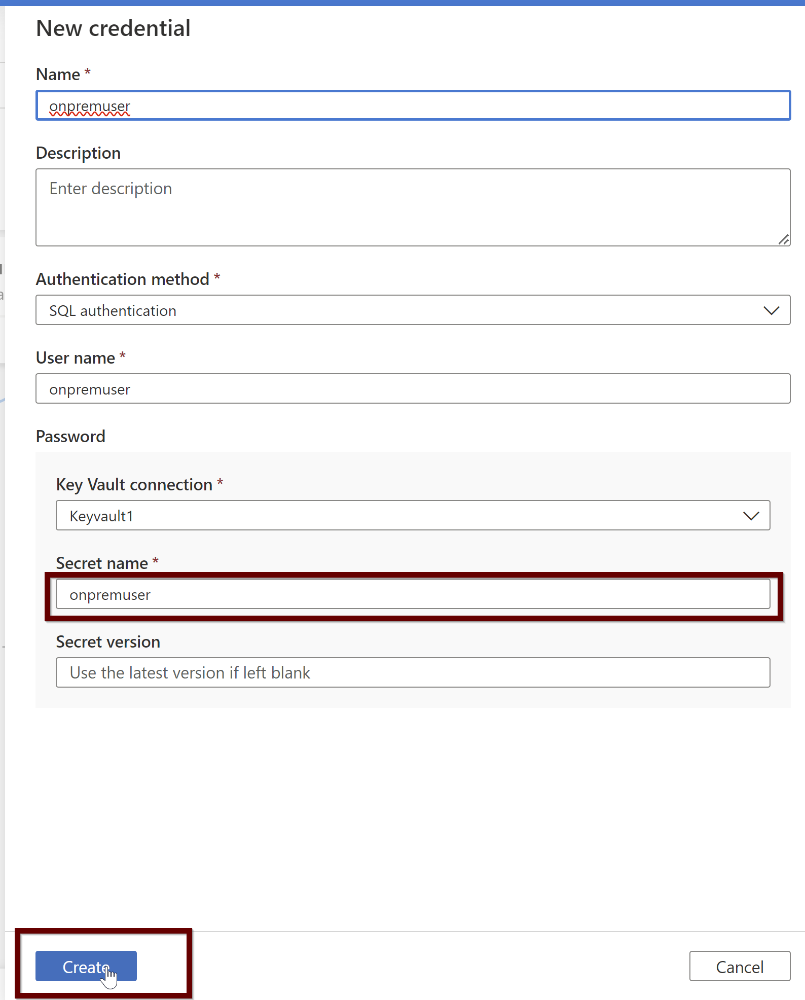 New credential
Name *
onpremuser
Description
Enter description
Authentication method *
SQL authentication
User name *
onpremuser
Password
Key Vault connection *
Keyvault1
Secret name *
onpremuser
Secret version
Use the latest version if left blank
Create
Cancel